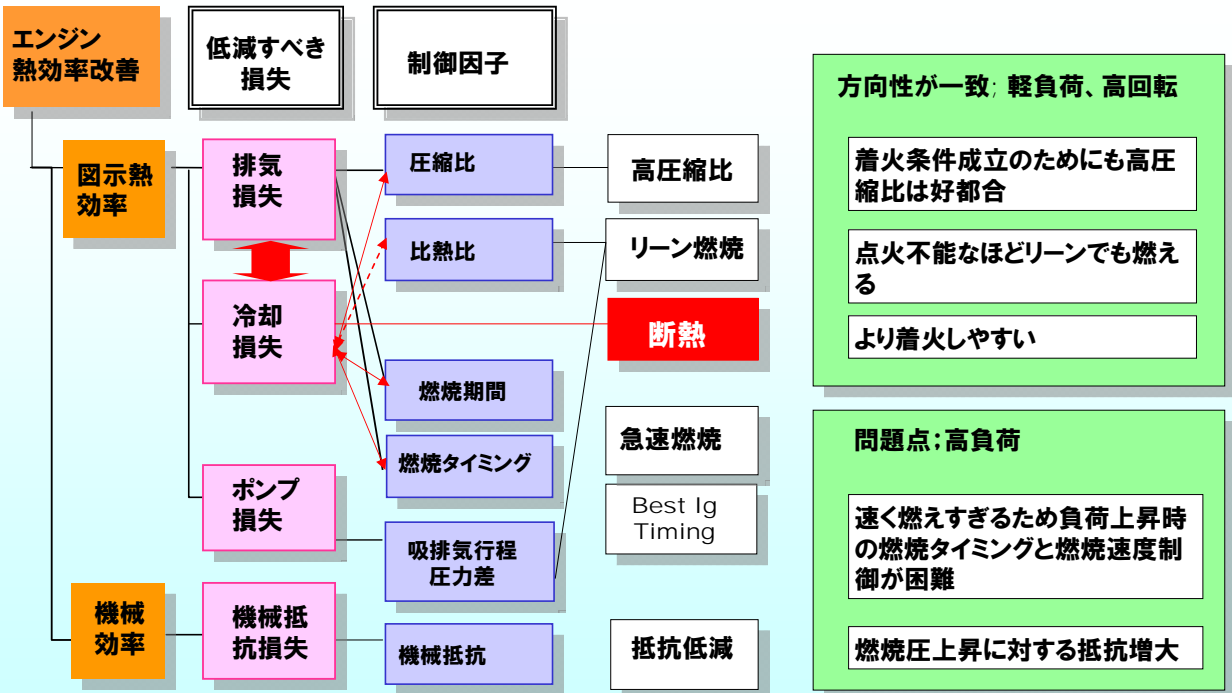 エンジン
熱効率改善
低減すべき
損失
制御因子
図示熱
効率
排気
損失
冷却
損失
ポンプ
損失
機械
効率
機械抵
抗損失
圧縮比
比熱比
燃焼期間
燃焼タイミング
吸排気行程
圧力差
機械抵抗
高圧縮比
リーン燃焼
断熱
急速燃焼
Best Ig
Timing
抵抗低減
方向性が一致; 軽負荷、高回転
着火条件成立のためにも高圧
縮比は好都合
点火不能なほどリーンでも燃え
る
より着火しやすい
問題点;高負荷
速く燃えすぎるため負荷上昇時
の燃焼タイミングと燃焼速度制
御が困難
燃焼圧上昇に対する抵抗増大